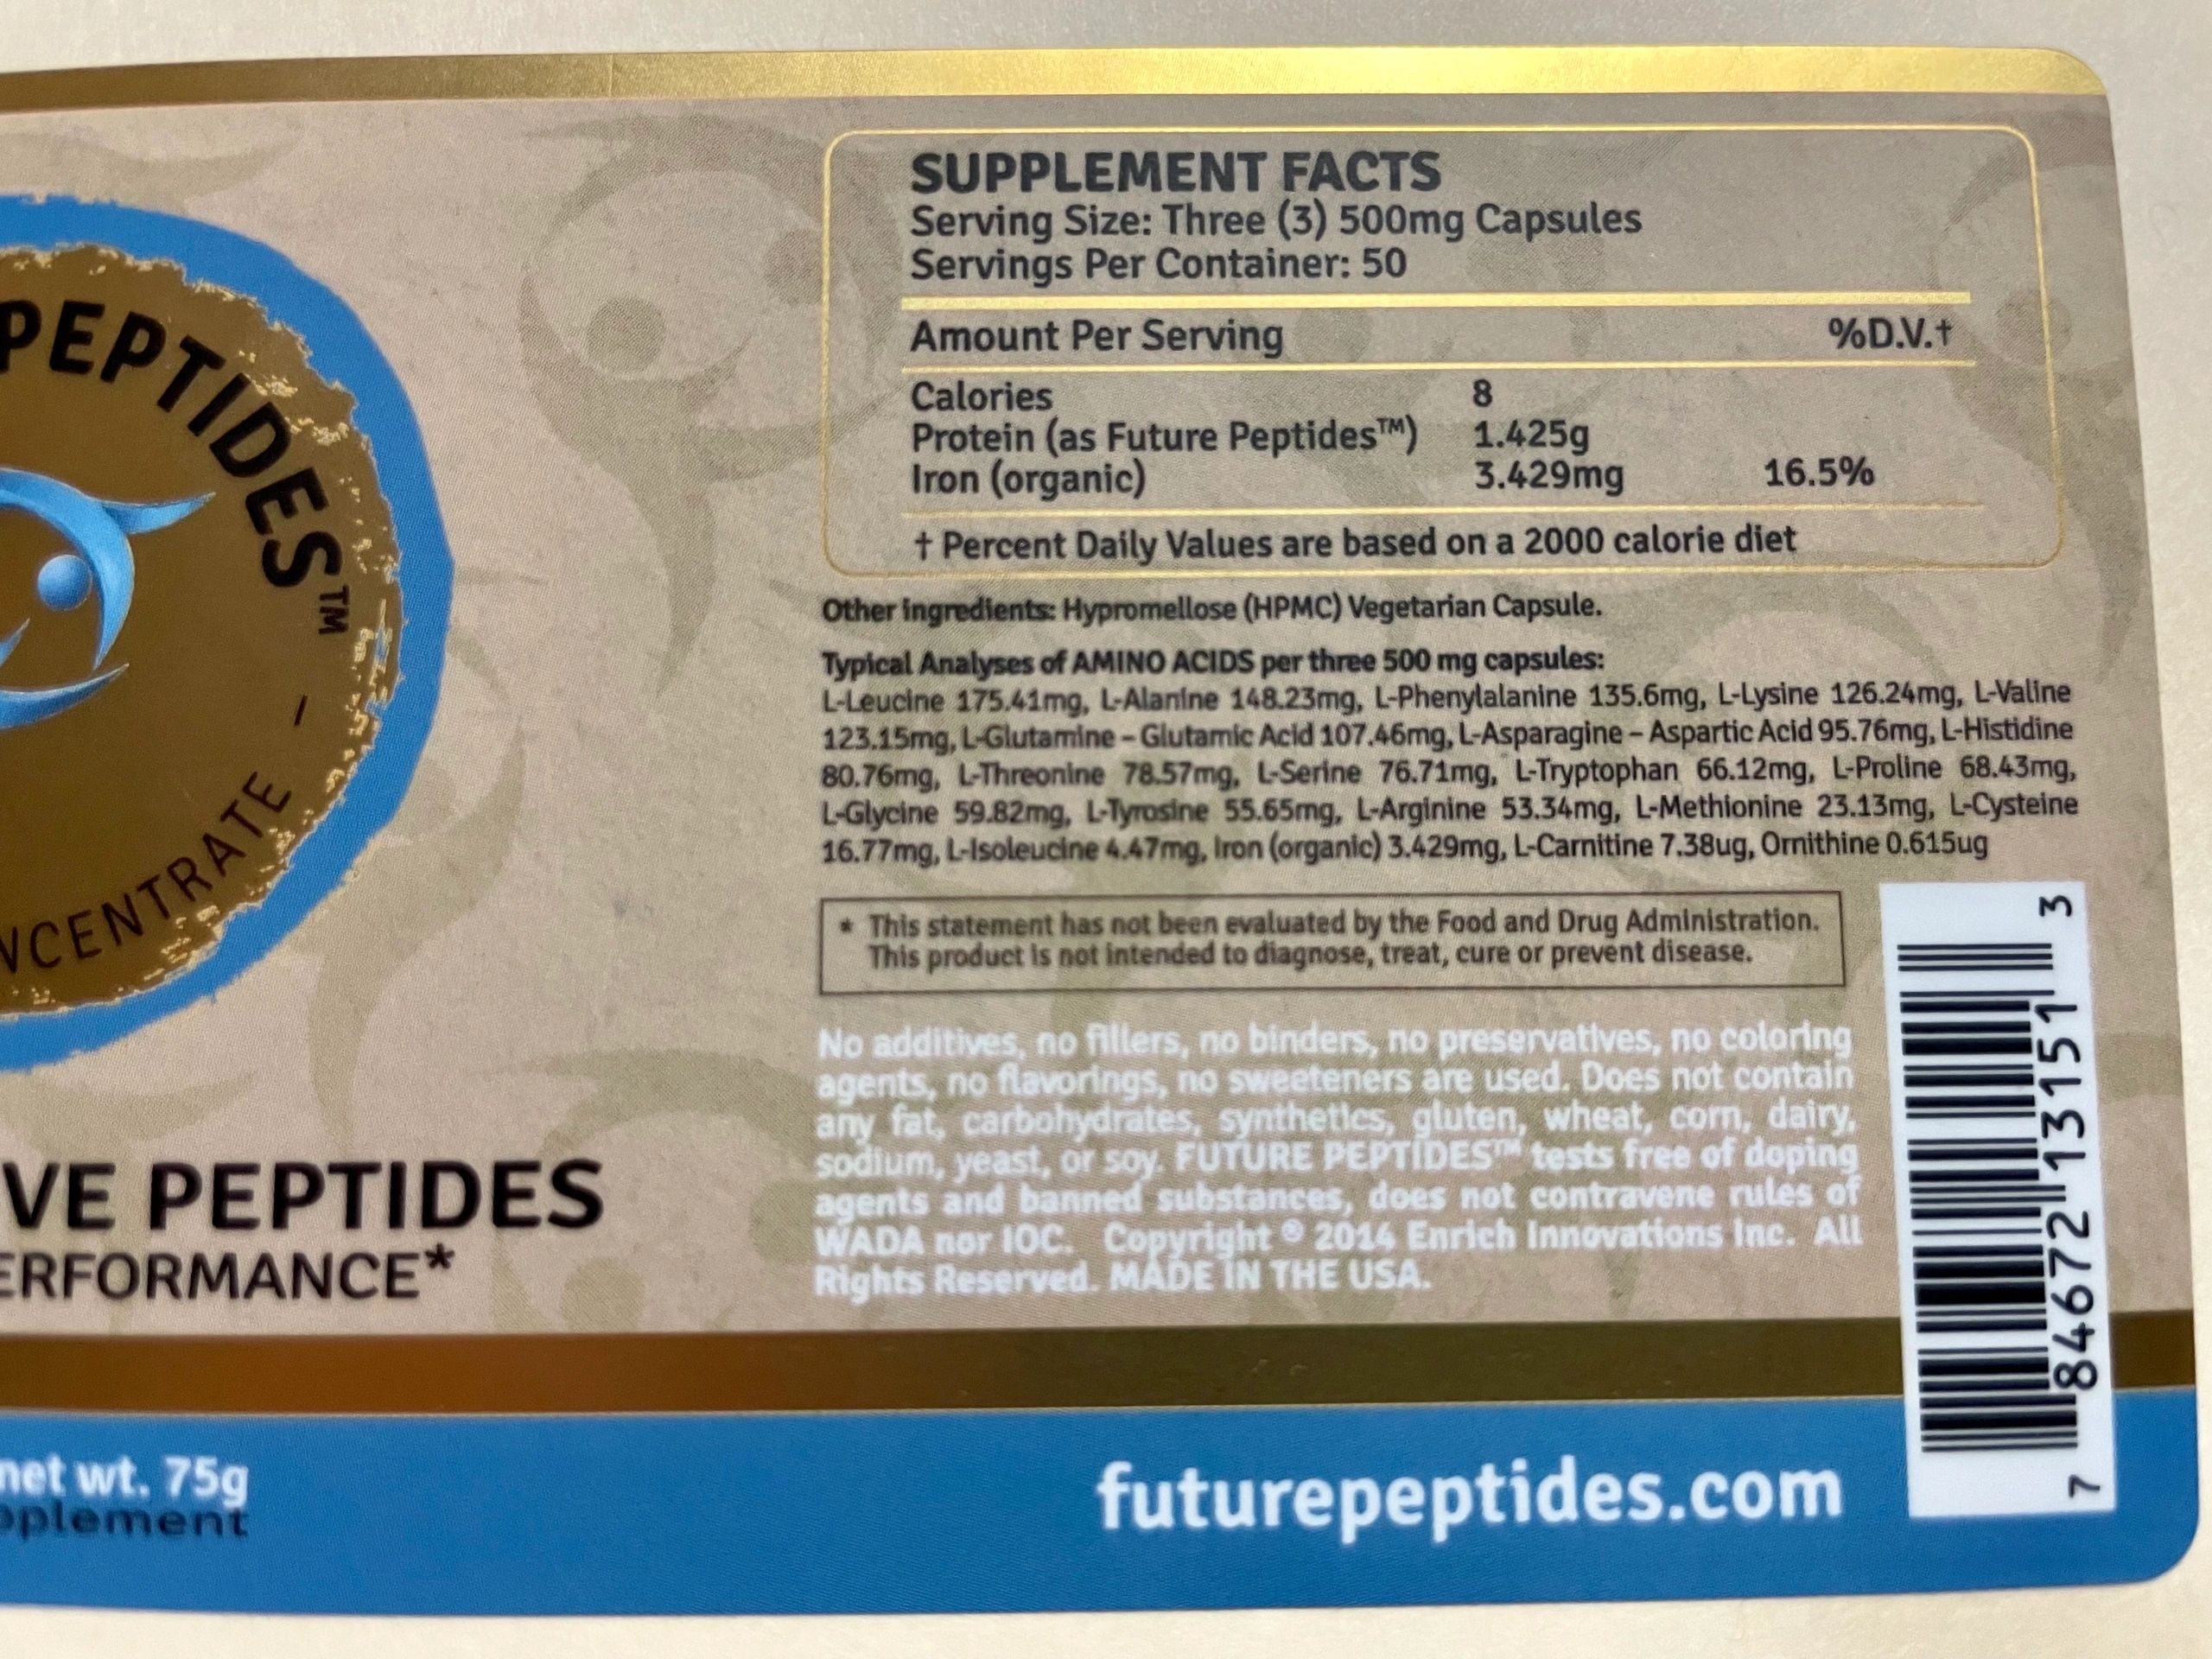 PEPTIDES™
NCENTRATE –
VE PEPTIDES
ERFORMANCE*
net wt. 75g
pplement
SUPPLEMENT FACTS
Serving Size: Three (3) 500mg Capsules
Servings Per Container: 50
Amount Per Serving %D.V.†
Calories 8
Protein (as Future Peptides™) 1.425g
Iron (organic) 3.429mg 16.5%
† Percent Daily Values are based on a 2000 calorie diet
Other ingredients: Hypromellose (HPMC) Vegetarian Capsule.
Typical Analyses of AMINO ACIDS per three 500 mg capsules:
L-Leucine 175.41mg, L-Alanine 148.23mg, L-Phenylalanine 135.6mg, L-Lysine 126.24mg, L-Valine
123.15mg, L-Glutamine – Glutamic Acid 107.46mg, L-Asparagine – Aspartic Acid 95.76mg, L-Histidine
80.76mg, L-Threonine 78.57mg, L-Serine 76.71mg, L-Tryptophan 66.12mg, L-Proline 68.43mg,
L-Glycine 59.82mg, L-Tyrosine 55.65mg, L-Arginine 53.34mg, L-Methionine 23.13mg, L-Cysteine
16.77mg, L-Isoleucine 4.47mg, Iron (organic) 3.429mg, L-Carnitine 7.38ug, Ornithine 0.615ug
* This statement has not been evaluated by the Food and Drug Administration.
This product is not intended to diagnose, treat, cure or prevent disease.
No additives, no fillers, no binders, no preservatives, no coloring
agents, no flavorings, no sweeteners are used. Does not contain
any fat, carbohydrates, synthetics, gluten, wheat, corn, dairy,
sodium, yeast, or soy. FUTURE PEPTIDES™ tests free of doping
agents and banned substances, does not contravene rules of
WADA nor IOC. Copyright ® 2014 Enrich Innovations Inc. All
Rights Reserved. MADE IN THE USA.
7 84672 13151 3
futurepeptides.com